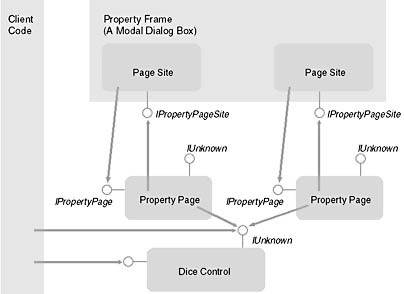 Client
Code
Property Frame
(A Modal Dialog Box)
Page Site
Page Site
IPropertyPageSite
IPropertyPageSite
IUnknown
IUnknown
IPropertyPage
Property Page
IPropertyPage
Property Page
IUnknown
Dice Control